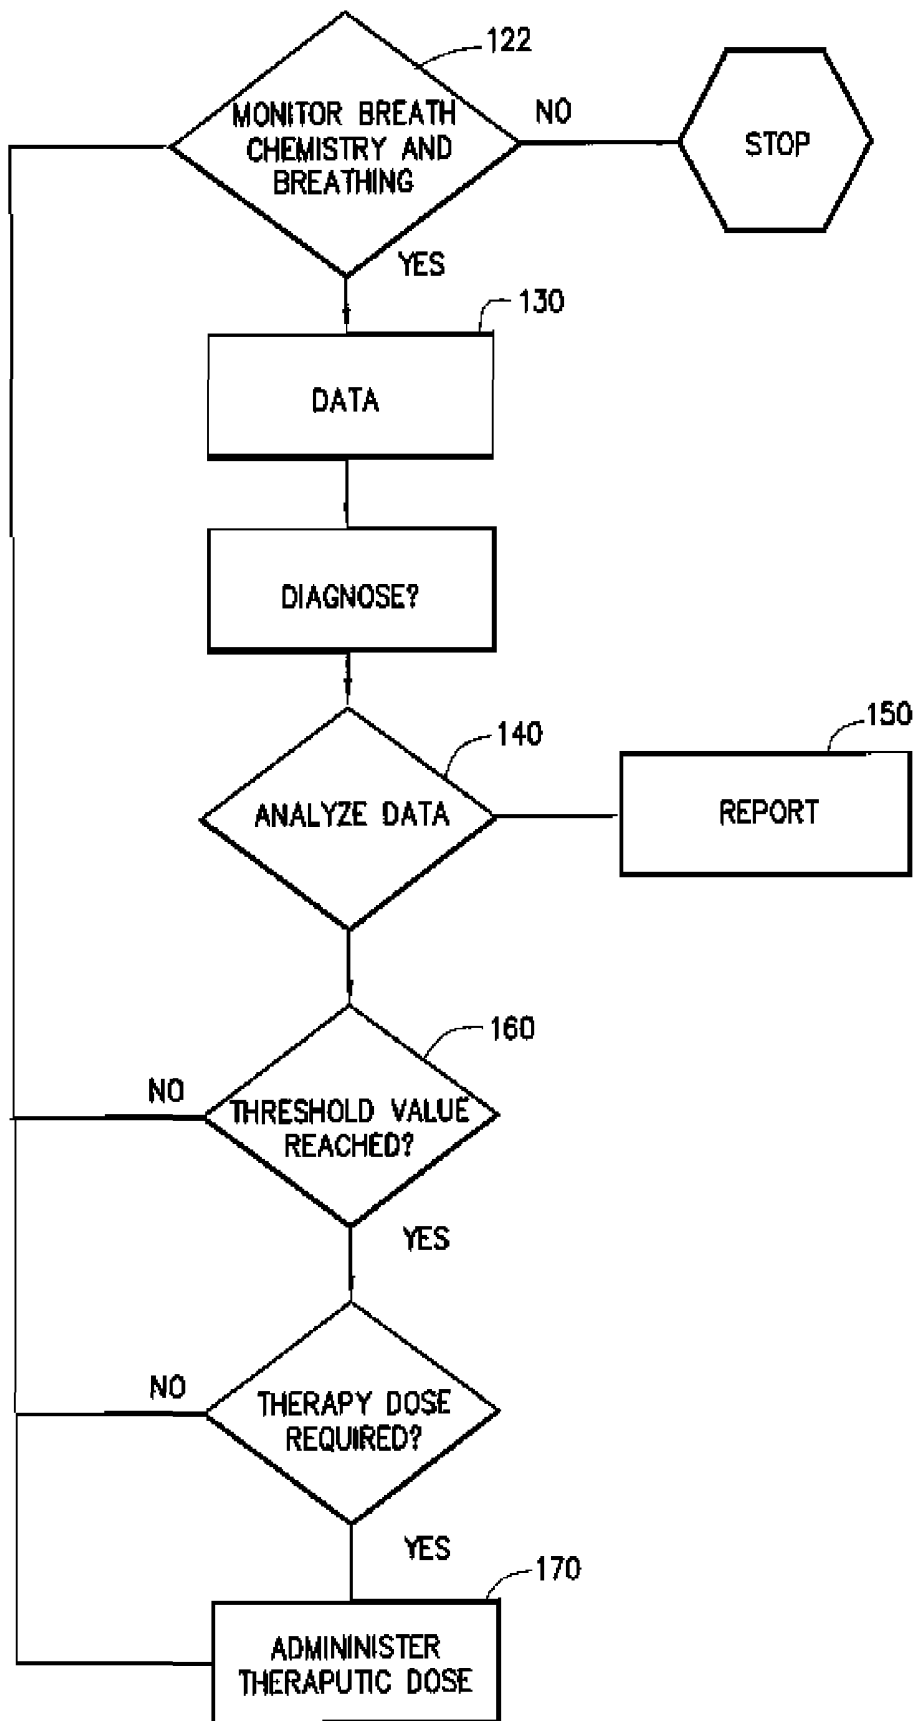 122
MONITOR BREATH
CHEMISTRY AND
BREATHING
NO
STOP
YES
130
DATA
DIAGNOSE?
140
150
ANALYZE DATA
REPORT
160
NO
THRESHOLD VALUE
REACHED?
YES
NO
THERAPY DOSE
REQUIRED?
YES
170
ADMININISTER
THERAPUTIC DOSE